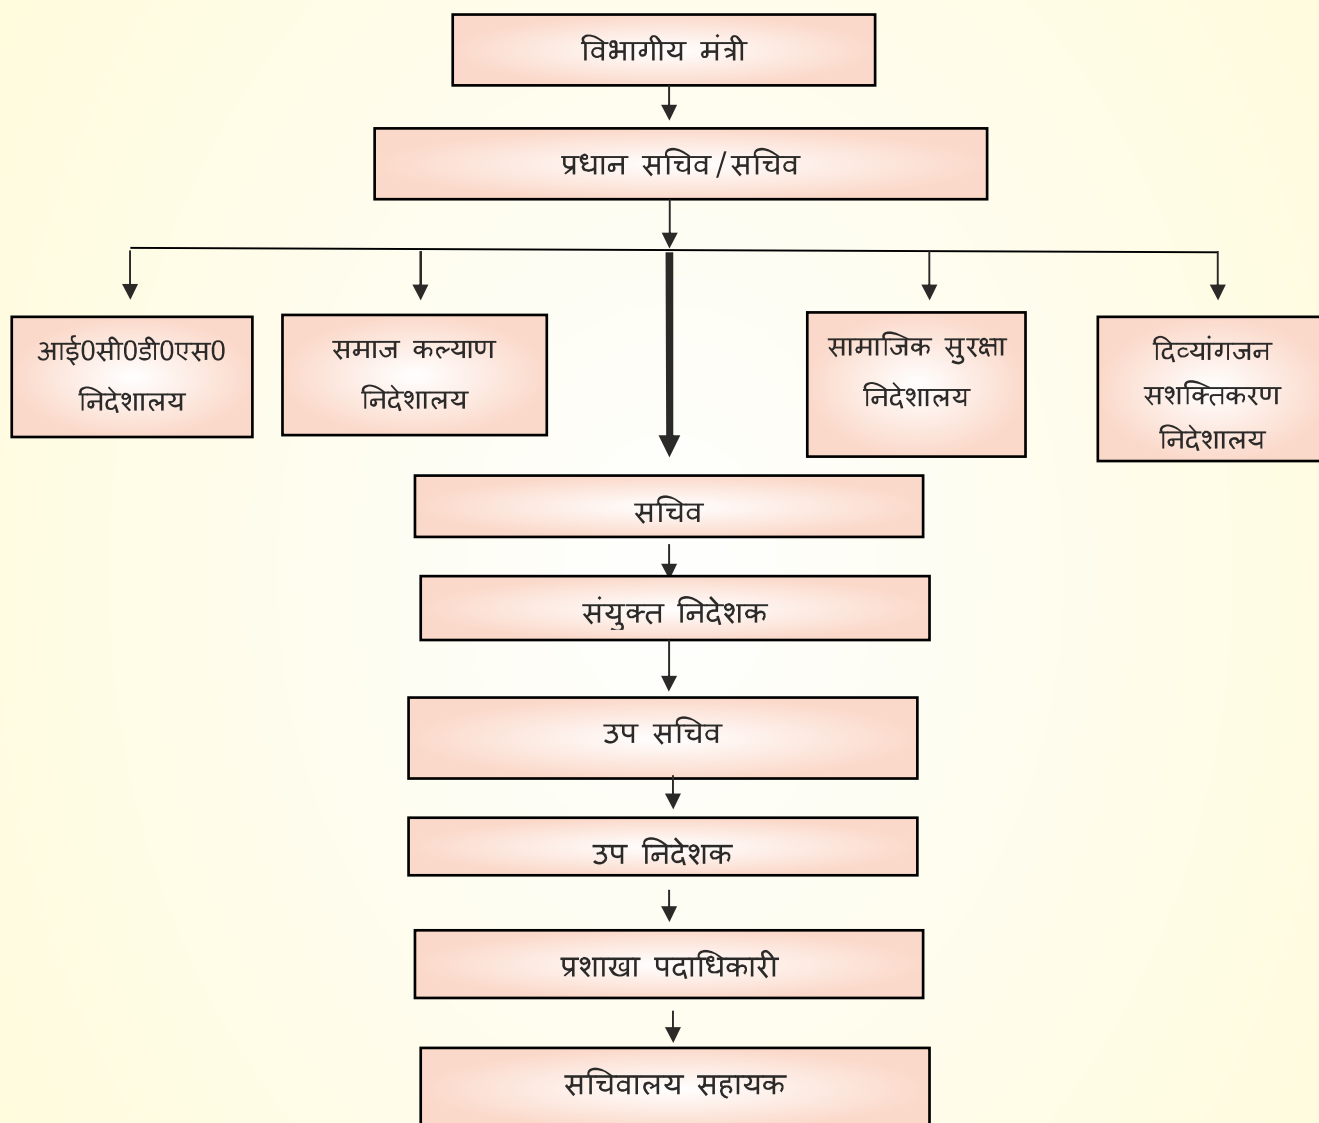 विभागीय मंत्री
प्रधान सचिव/सचिव
आई0सी0डी0एस0
निदेशालय
समाज कल्याण
निदेशालय
सामाजिक सुरक्षा
निदेशालय
दिव्यांगजन
सशक्तिकरण
निदेशालय
सचिव
संयुक्त निदेशक
उप सचिव
उप निदेशक
प्रशाखा पदाधिकारी
सचिवालय सहायक